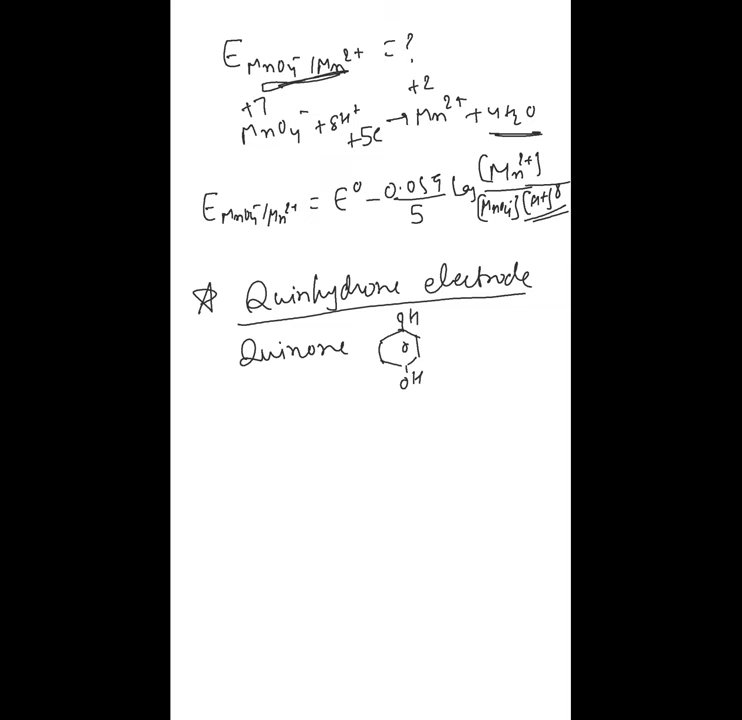 E MnO₄⁻/Mn²⁺ = ?
+7 +2
MnO₄⁻ + 8H⁺ + 5e → Mn²⁺ + 4H₂O
E MnO₄⁻/Mn²⁺ = E⁰ - 0.059/5 log [Mn²⁺]/[MnO₄⁻][H⁺]⁸
☆ Quinhydrone electrode
OH
Quinone
OH